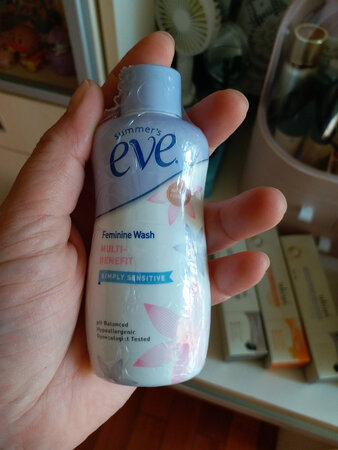 summer's
eve
Feminine Wash
MULTI-
BENEFIT
SIMPLY SENSITIVE
pH Balanced
Hypoallergenic
Gynecologist Tested